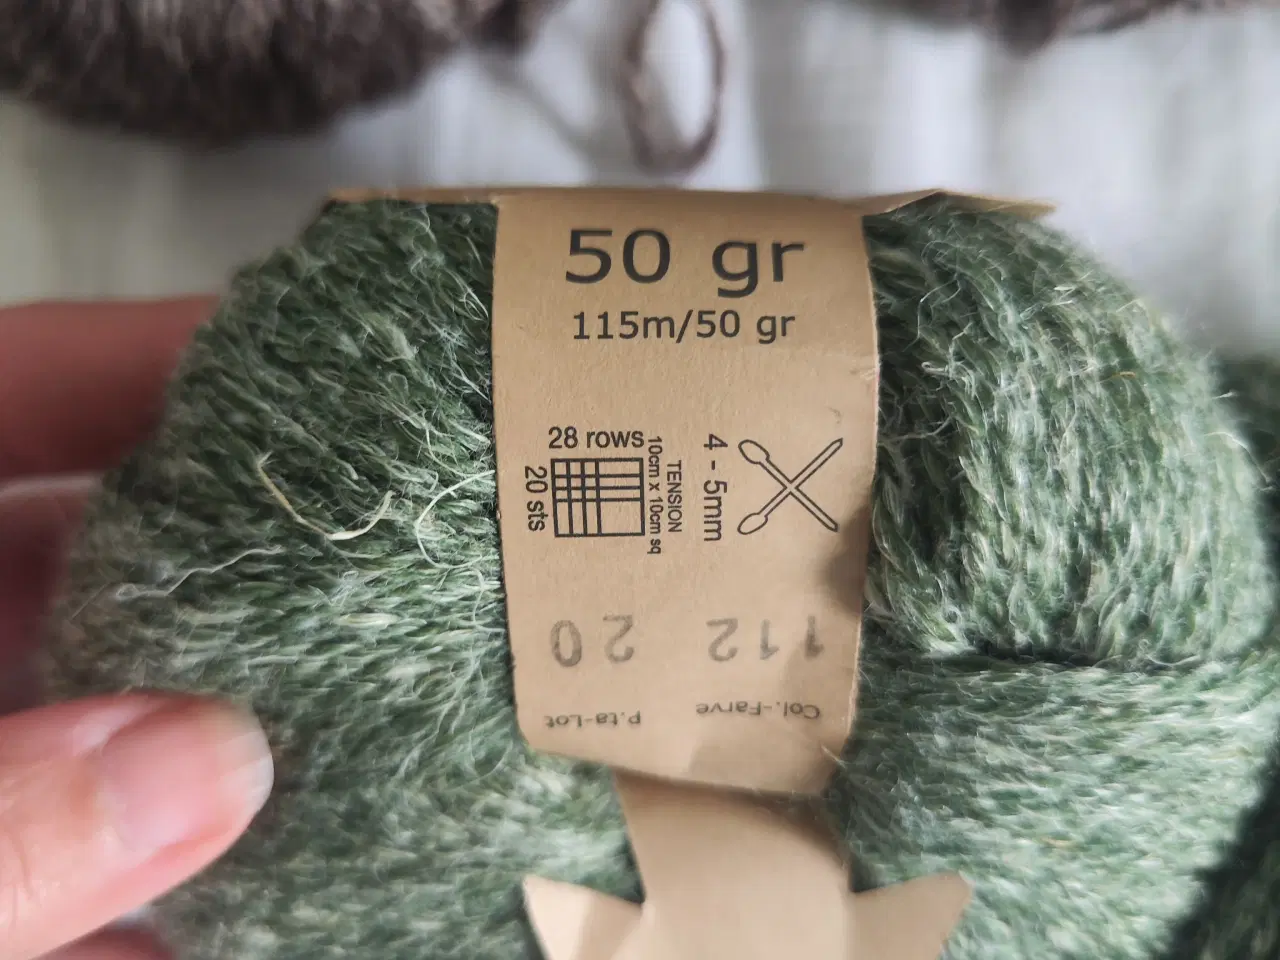 50 gr
115m/50 gr
28 rows
20 sts
10cm x 10cm sq
TENSION
4 - 5mm
Col.-Farve 112
P.ta-Lot 20